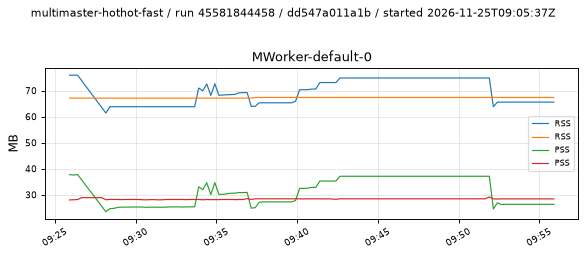 multimaster-hothot-fast / run 45581844458 / dd547a011a1b / started 2026-11-25T09:05:37Z
MWorker-default-0
MB
70
60
50
40
30
RSS
RSS
PSS
PSS
09:25
09:30
09:35
09:40
09:45
09:50
09:55